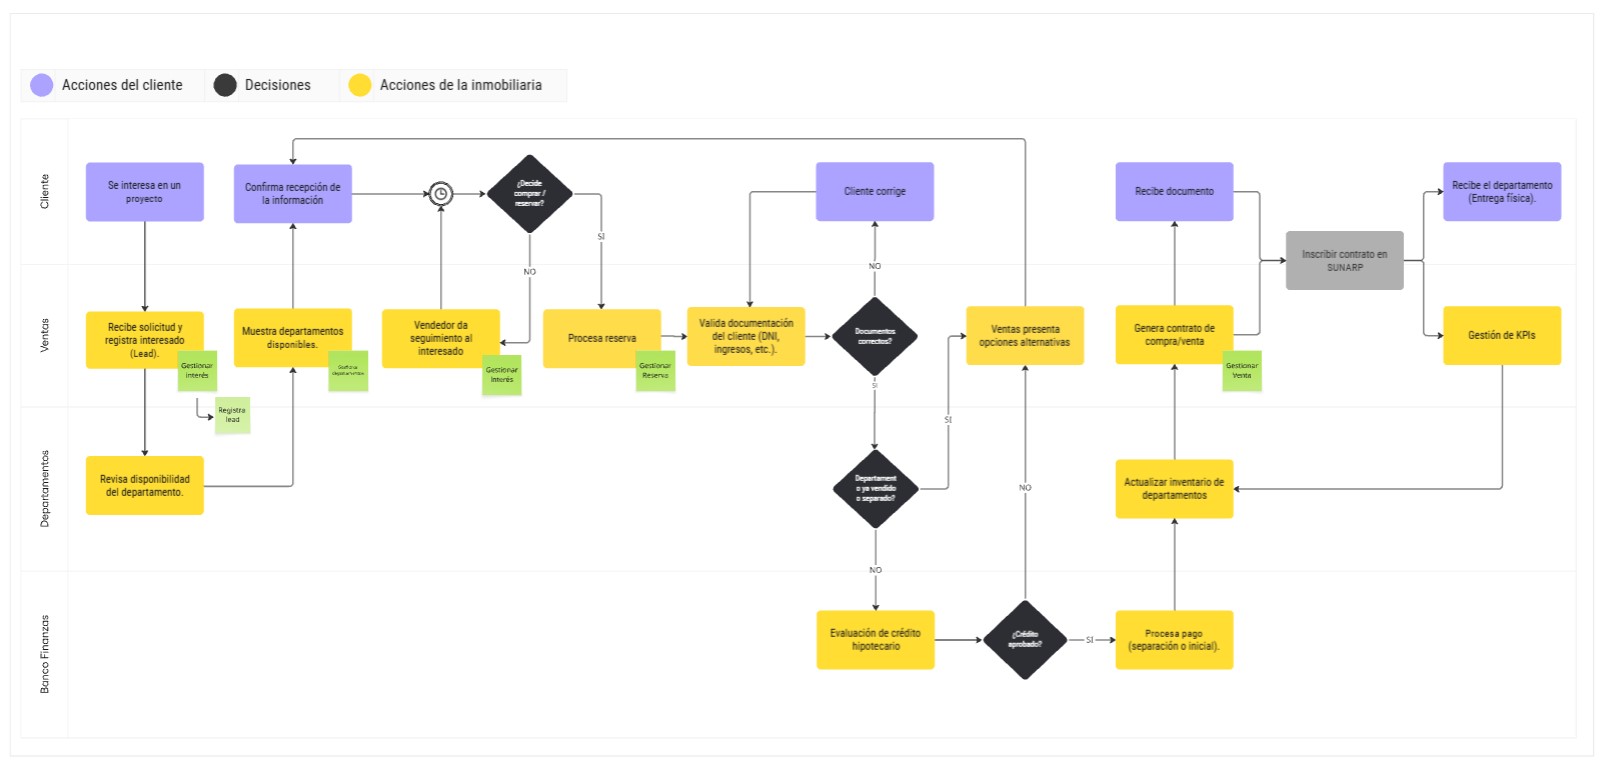 Acciones del cliente
Decisiones
Acciones de la inmobiliaria
Cliente
Se interesa en un
proyecto
Confirma recepción de
la información
¿Decide
comprar /
reservar?
SI
NO
Cliente corrige
NO
Recibe documento
Inscribir contrato en
SUNARP
Recibe el departamento
(Entrega física).
Ventas
Recibe solicitud y
registra interesado
(Lead).
Gestionar
interés
Registra
lead
Muestra departamentos
disponibles.
Vendedor da
seguimiento al
interesado
Gestionar
Interés
Procesa reserva
Gestionar
Reserva
Valida documentación
del cliente (DNI,
ingresos, etc.).
Documentos
correctos?
SI
Ventas presenta
opciones alternativas
SI
Genera contrato de
compra/venta
Gestionar
Venta
Gestión de KPIs
Departamentos
Revisa disponibilidad
del departamento.
Departament
o ya vendido
o separado?
NO
NO
Actualizar inventario de
departamentos
Banco Finanzas
Evaluación de crédito
hipotecario
¿Crédito
aprobado?
SI
Procesa pago
(separación o inicial).